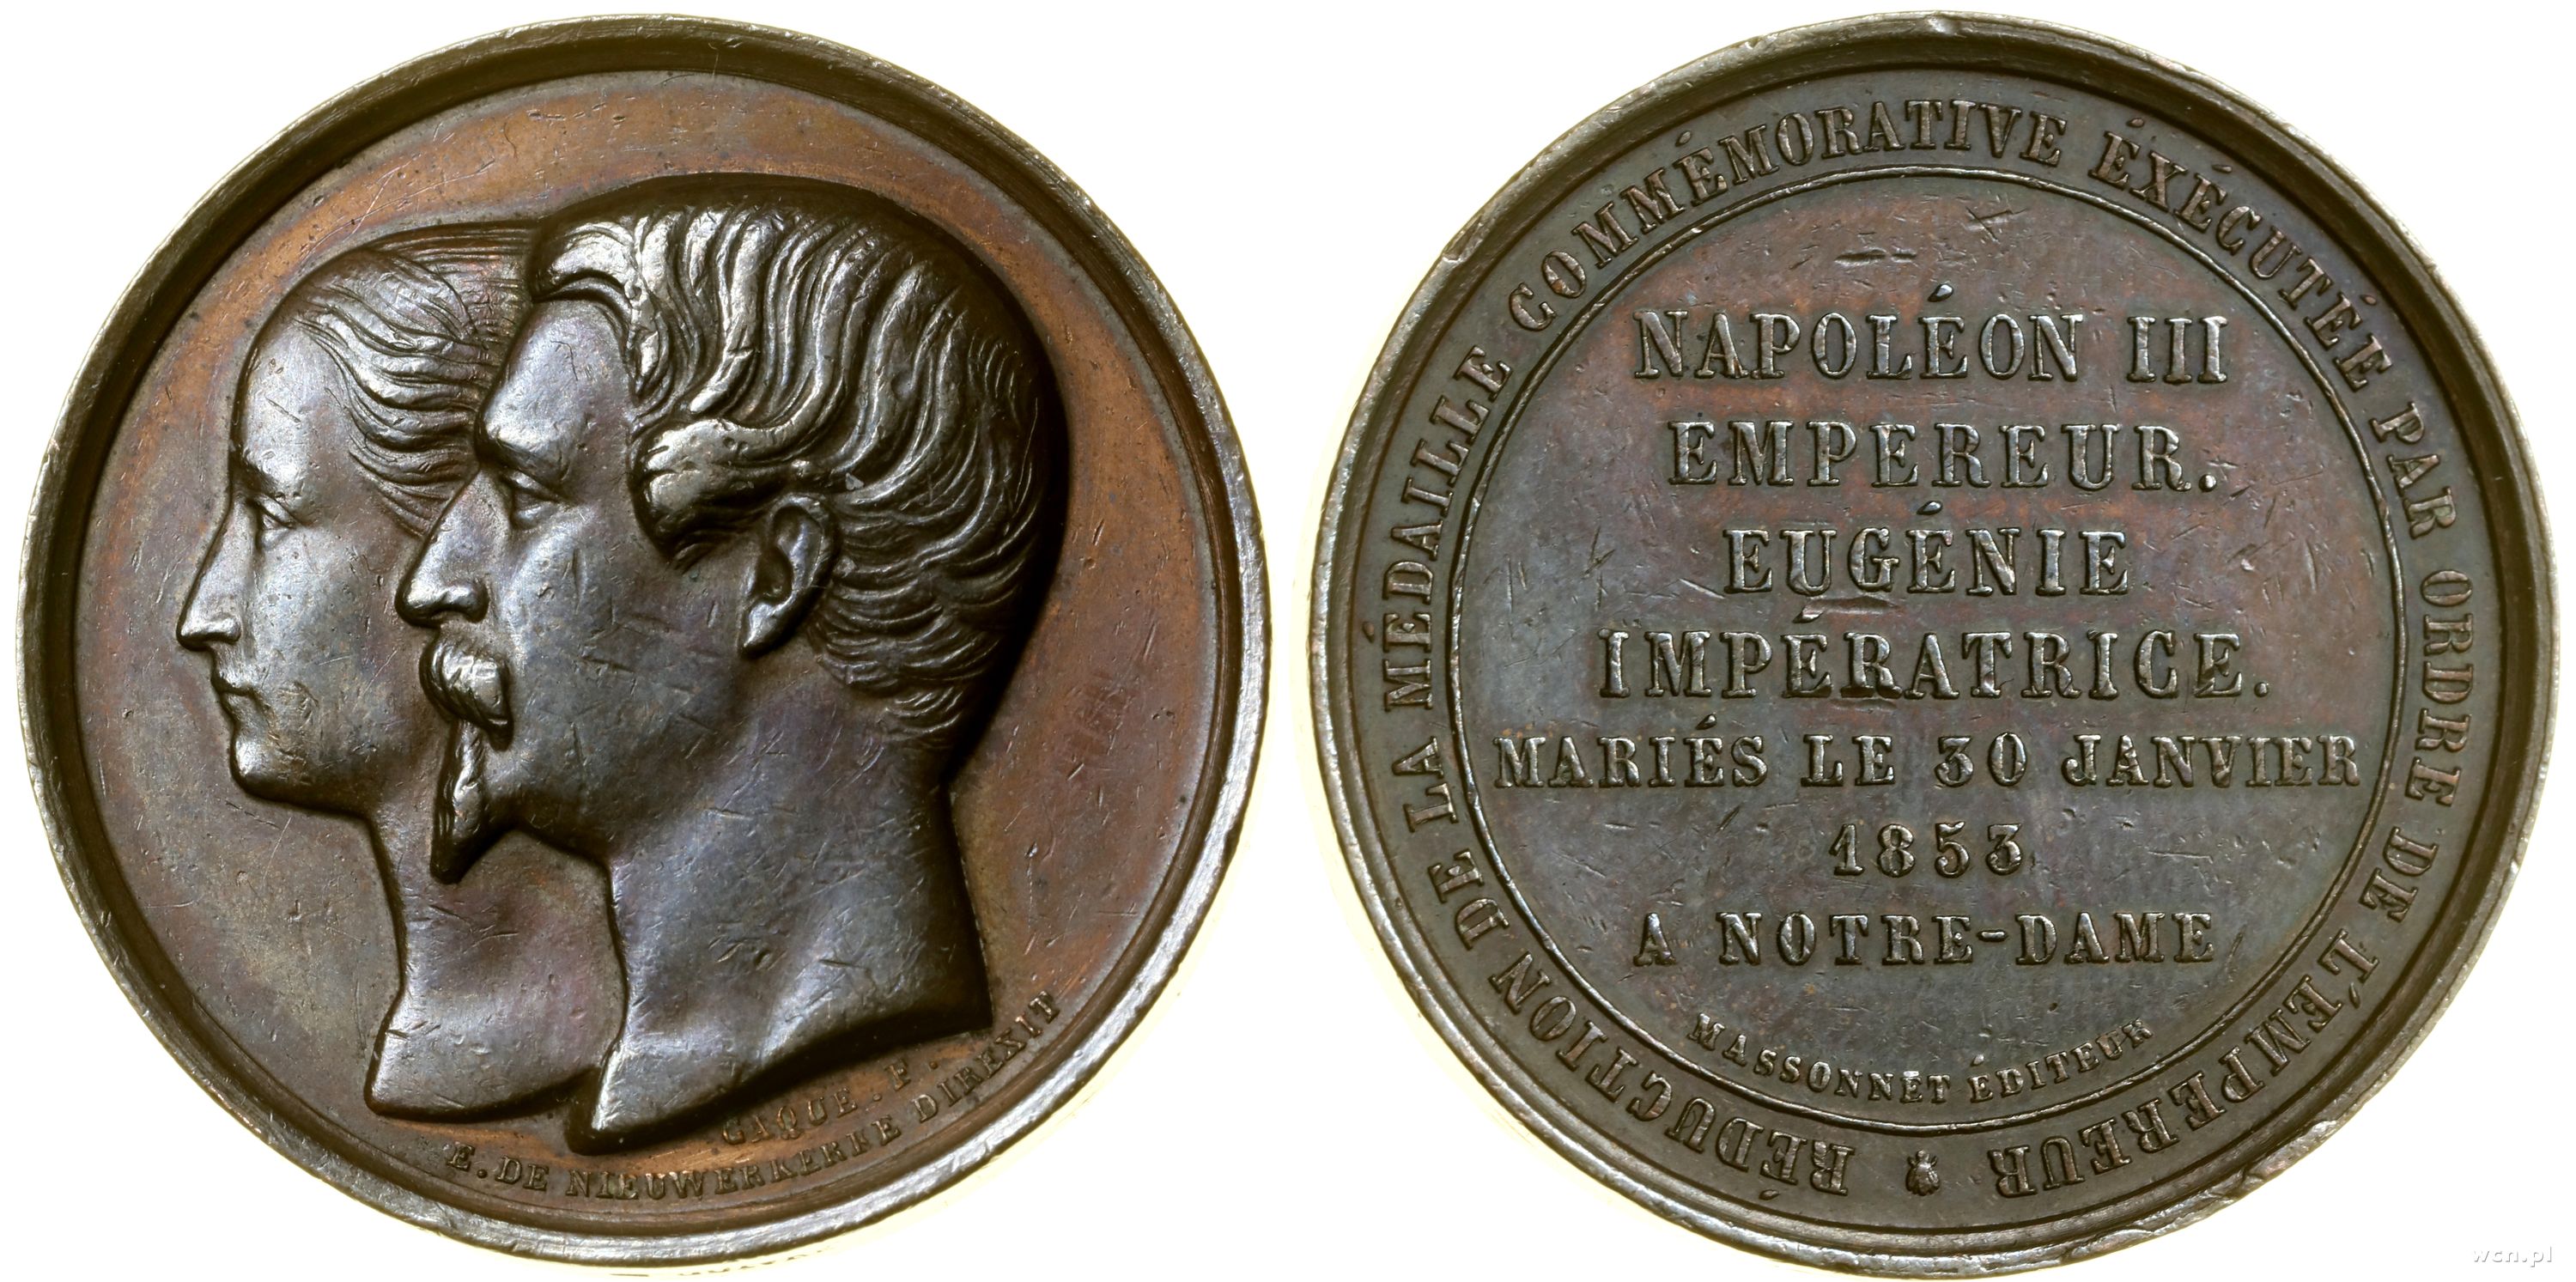 CAQUE. F.
E. DE NIEUWERKERKE DIREXIT
RÉDUCTION DE LA MÉDAILLE COMMÉMORATIVE ÉXÉCUTÉE PAR ORDRE DE L'EMPEREUR
NAPOLÉON III
EMPEREUR.
EUGÉNIE
IMPÉRATRICE.
MARIÉS LE 30 JANVIER
1853
A NOTRE-DAME
MASSONNET ÉDITEUR
wcn.pl